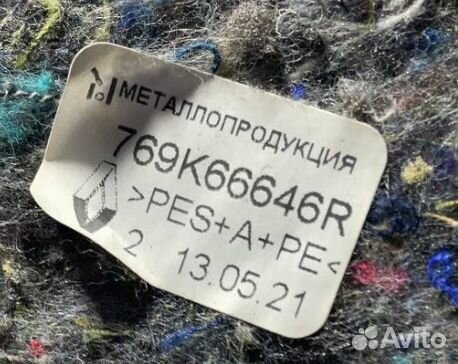 МЕТАЛЛОПРОДУКЦИЯ
769K66646R
>PES+A+PE<
2 13.05.21
Avito